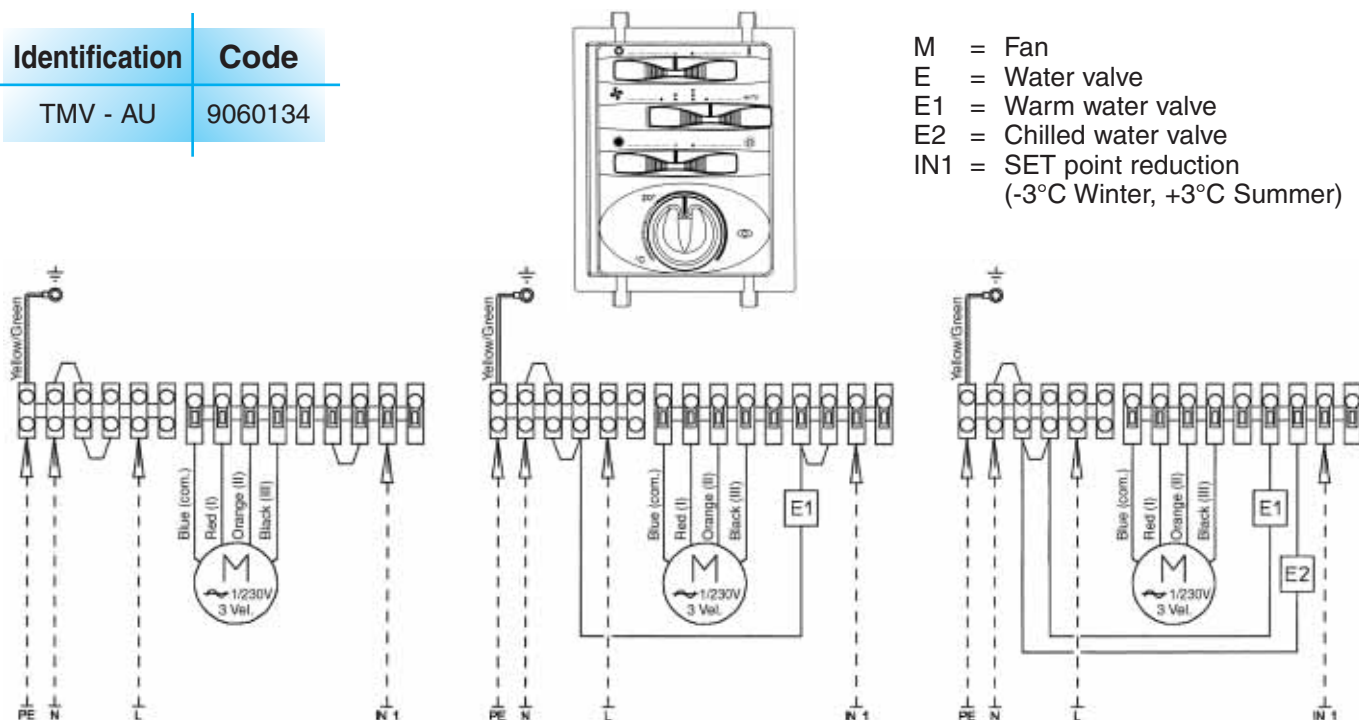 Identification Code
TMV - AU 9060134
M = Fan
E = Water valve
E1 = Warm water valve
E2 = Chilled water valve
IN1 = SET point reduction
(-3°C Winter, +3°C Summer)
20°
°C
Yellow/Green
Blue (com.)
Red (I)
Orange (II)
Black (III)
M
1/230V
3 Vel.
PE N L IN 1
Yellow/Green
Blue (com.)
Red (I)
Orange (II)
Black (III)
E1
M
1/230V
3 Vel.
PE N L IN 1
Yellow/Green
Blue (com.)
Red (I)
Orange (II)
Black (III)
E1
E2
M
1/230V
3 Vel.
PE N L IN 1